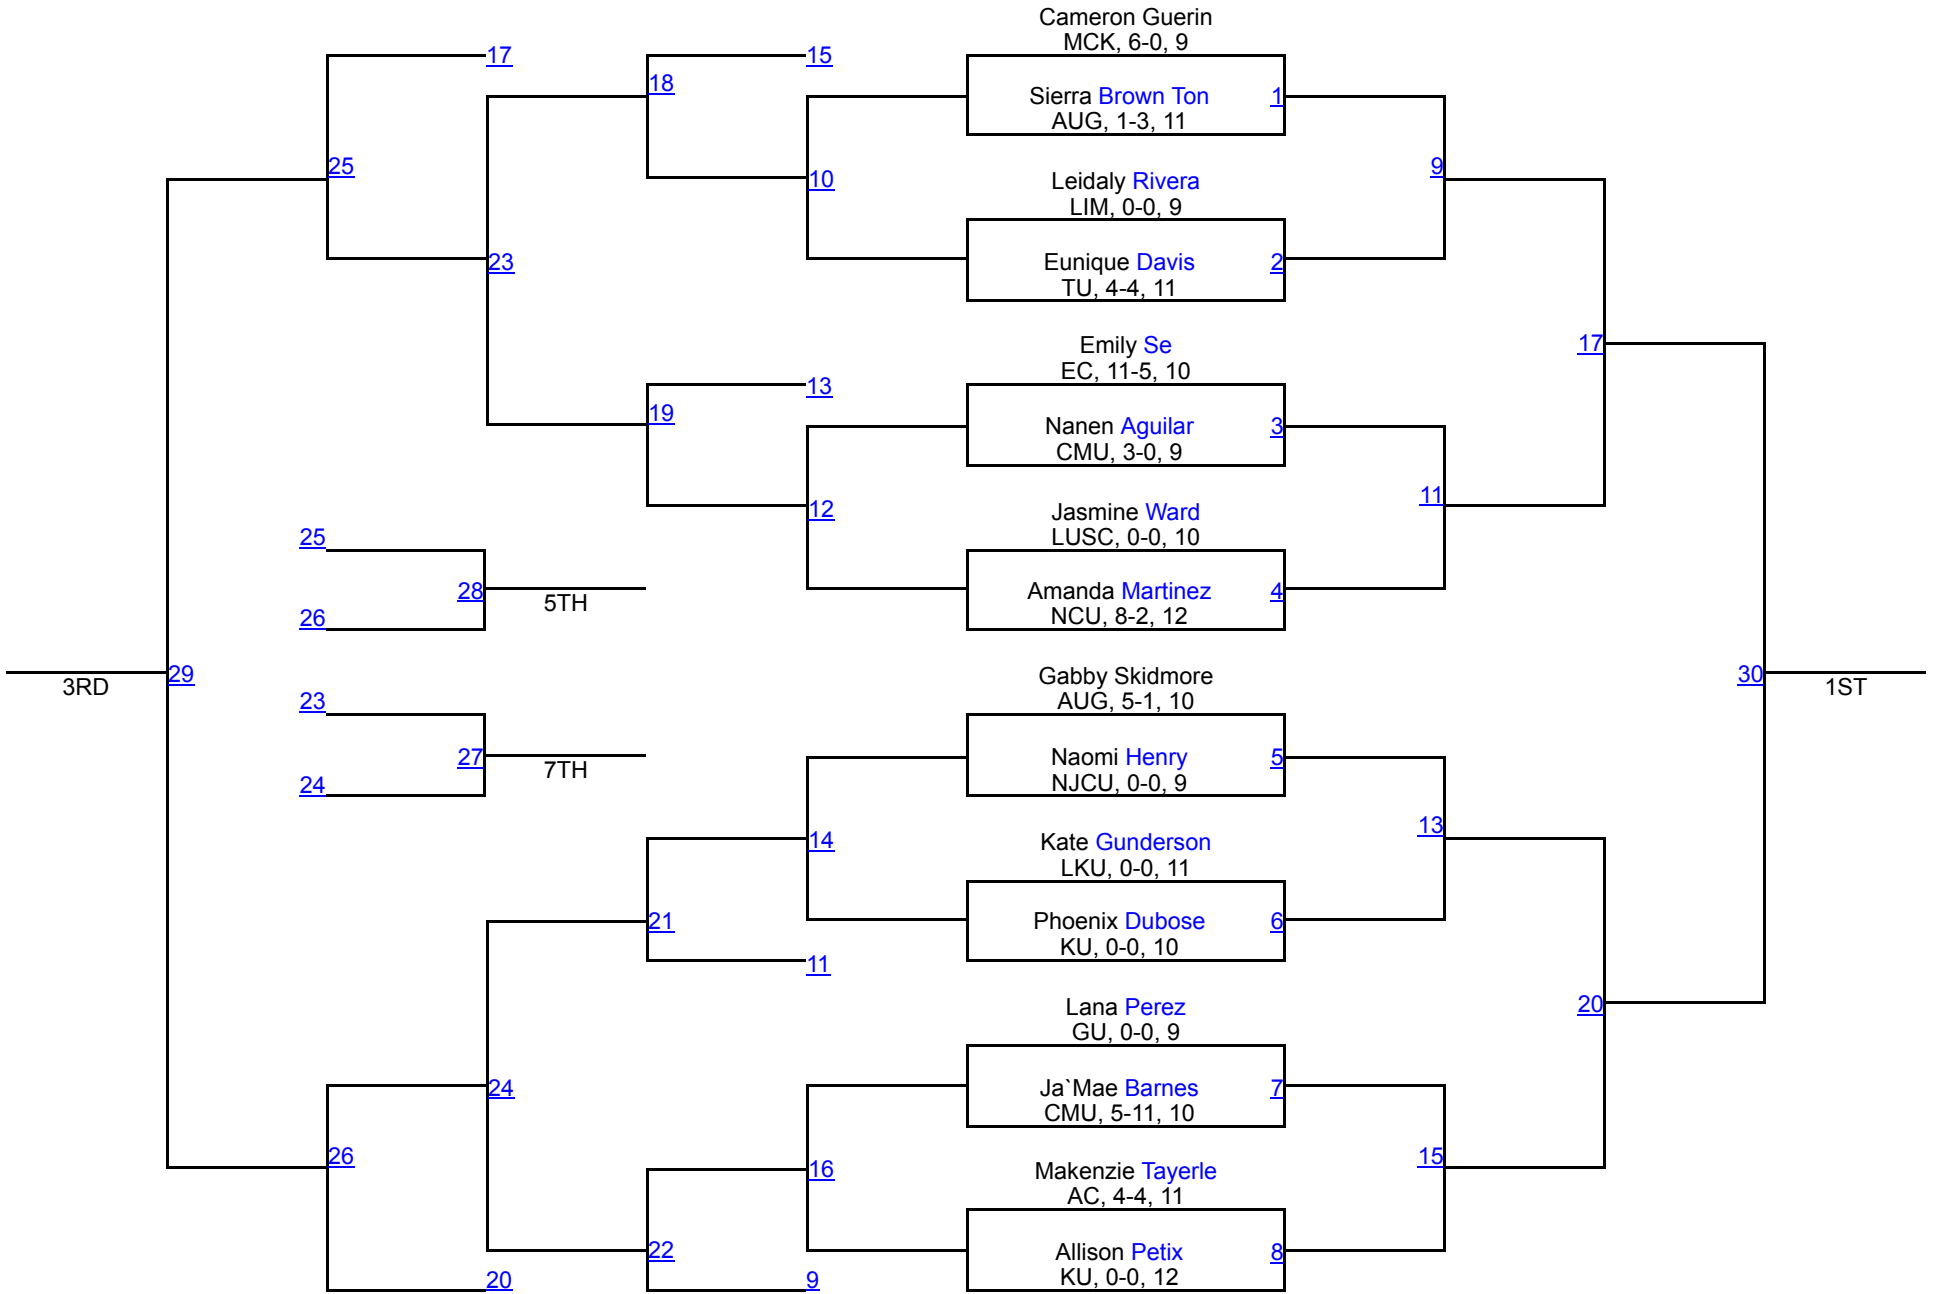 Cameron Guerin
MCK, 6-0, 9
17
15
18
Sierra Brown Ton
1
AUG, 1-3, 11
25
10
Leidaly Rivera
9
LIM, 0-0, 9
23
Eunique Davis
2
TU, 4-4, 11
Emily Se
17
EC, 11-5, 10
13
19
Nanen Aguilar
3
CMU, 3-0, 9
12
Jasmine Ward
11
LUSC, 0-0, 10
25
28
5TH
26
Amanda Martinez
4
NCU, 8-2, 12
3RD
29
Gabby Skidmore
30
1ST
AUG, 5-1, 10
23
27
7TH
24
Naomi Henry
5
NJCU, 0-0, 9
14
Kate Gunderson
13
LKU, 0-0, 11
21
Phoenix Dubose
6
KU, 0-0, 10
11
Lana Perez
20
GU, 0-0, 9
24
Ja`Mae Barnes
7
CMU, 5-11, 10
26
16
Makenzie Tayerle
15
AC, 4-4, 11
22
Allison Petix
8
KU, 0-0, 12
20
9